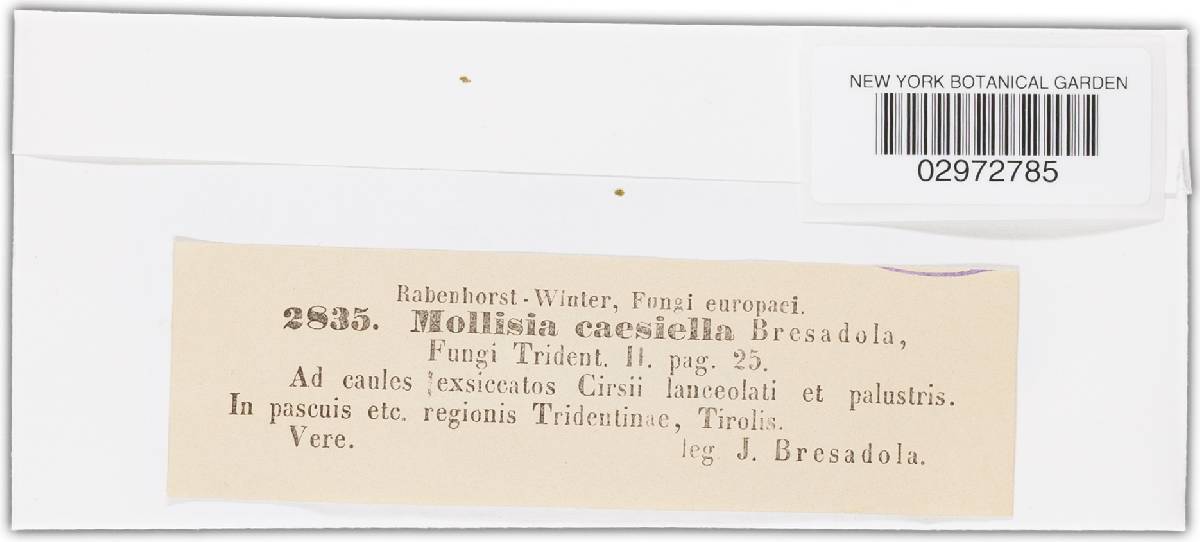 NEW YORK BOTANICAL GARDEN
02972785
Rabenhorst-Winter, Fungi europaei.
2835. Mollisia caesiella Bresadola,
Fungi Trident. II. pag. 25.
Ad caules exsiccatos Cirsii lanceolati et palustris.
In pascuis etc. regionis Tridentinae, Tirolis.
Vere. leg. J. Bresadola.